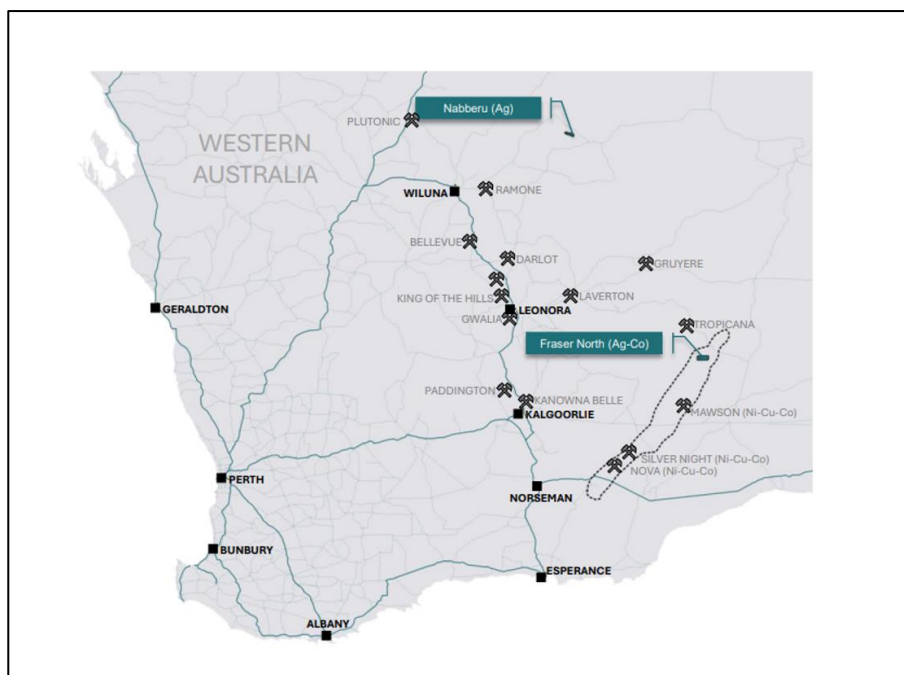 Nabberu (Ag)
PLUTONIC
WESTERN
AUSTRALIA
WILUNA
RAMONE
BELLEVUE
DARLOT
GRUYERE
KING OF THE HILLS
LAVERTON
GERALDTON
LEONORA
GWALIA
TROPICANA
Fraser North (Ag-Co)
PADDINGTON
KANOWNA BELLE
MAWSON (Ni-Cu-Co)
KALGOORLIE
SILVER NIGHT (Ni-Cu-Co)
NOVA (Ni-Cu-Co)
PERTH
NORSEMAN
BUNBURY
ESPERANCE
ALBANY